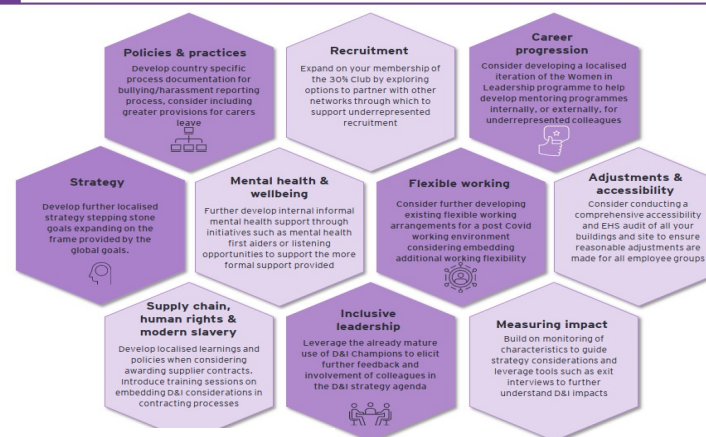 Policies & practices
Develop country specific
process documentation for
bullying/harassment reporting
process, consider including
greater provisions for carers
leave
Recruitment
Expand on your membership of
the 30% Club by exploring
options to partner with other
networks through which to
support underrepresented
recruitment
Career
progression
Consider developing a localised
iteration of the Women in
Leadership programme to help
develop mentoring programmes
internally, or externally, for
underrepresented colleagues
Strategy
Develop further localised
strategy stepping stone
goals expanding on the
frame provided by the
global goals.
Mental health &
wellbeing
Further develop internal informal
mental health support through
initiatives such as mental health
first aiders or listening
opportunities to support the more
formal support provided
Flexible working
Consider further developing
existing flexible working
arrangements for a post Covid
working environment
considering embedding
additional working flexibility
Adjustments &
accessibility
Consider conducting a
comprehensive accessibility
and EHS audit of all your
buildings and site to ensure
reasonable adjustments are
made for all employee groups
Supply chain,
human rights &
modern slavery
Develop localised learnings and
policies when considering
awarding supplier contracts.
Introduce training sessions on
embedding D&I considerations in
contracting processes
Inclusive
leadership
Leverage the already mature
use of D&I Champions to elicit
further feedback and
involvement of colleagues in
the D&I strategy agenda
Measuring impact
Build on monitoring of
characteristics to guide
strategy considerations and
leverage tools such as exit
interviews to further
understand D&I impacts